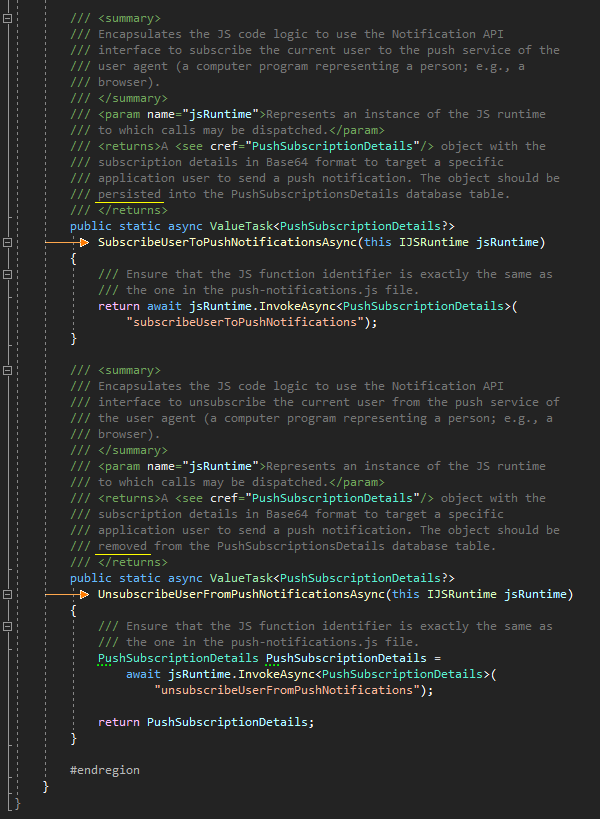 /// <summary>
/// Encapsulates the JS code logic to use the Notification API
/// interface to subscribe the current user to the push service of the
/// user agent (a computer program representing a person; e.g., a
/// browser).
/// </summary>
/// <param name="jsRuntime">Represents an instance of the JS runtime
/// to which calls may be dispatched.</param>
/// <returns>A <see cref="PushSubscriptionDetails"/> object with the
/// subscription details in Base64 format to target a specific
/// application user to send a push notification. The object should be
/// persisted into the PushSubscriptionsDetails database table.
/// </returns>
public static async ValueTask<PushSubscriptionDetails?>
SubscribeUserToPushNotificationsAsync(this IJSRuntime jsRuntime)
{
/// Ensure that the JS function identifier is exactly the same as
/// the one in the push-notifications.js file.
return await jsRuntime.InvokeAsync<PushSubscriptionDetails>(
"subscribeUserToPushNotifications");
}
/// <summary>
/// Encapsulates the JS code logic to use the Notification API
/// interface to unsubscribe the current user from the push service of
/// the user agent (a computer program representing a person; e.g., a
/// browser).
/// </summary>
/// <param name="jsRuntime">Represents an instance of the JS runtime
/// to which calls may be dispatched.</param>
/// <returns>A <see cref="PushSubscriptionDetails"/> object with the
/// subscription details in Base64 format to target a specific
/// application user to send a push notification. The object should be
/// removed from the PushSubscriptionsDetails database table.
/// </returns>
public static async ValueTask<PushSubscriptionDetails?>
UnsubscribeUserFromPushNotificationsAsync(this IJSRuntime jsRuntime)
{
/// Ensure that the JS function identifier is exactly the same as
/// the one in the push-notifications.js file.
PushSubscriptionDetails PushSubscriptionDetails =
await jsRuntime.InvokeAsync<PushSubscriptionDetails>(
"unsubscribeUserFromPushNotifications");
return PushSubscriptionDetails;
}
#endregion
}
}